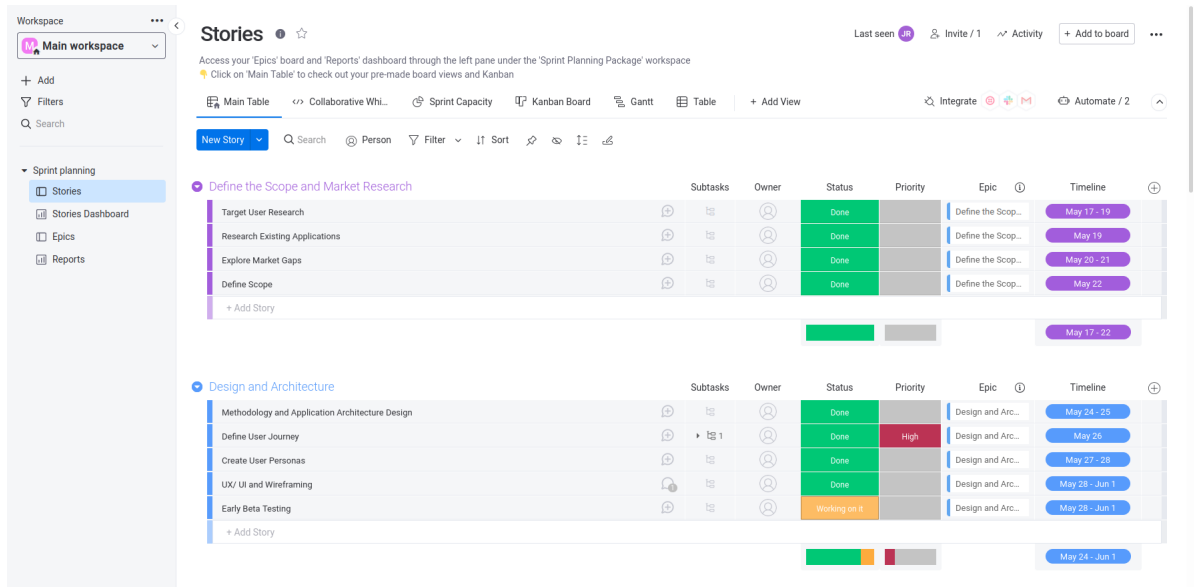 Workspace
M Main workspace
Add
Filters
Search
Sprint planning
Stories
Stories Dashboard
Epics
Reports
Stories
Last seen JR Invite / 1 Activity + Add to board
Access your 'Epics' board and 'Reports' dashboard through the left pane under the 'Sprint Planning Package' workspace
👇 Click on 'Main Table' to check out your pre-made board views and Kanban
Main Table Collaborative Whi... Sprint Capacity Kanban Board Gantt Table + Add View Integrate Automate / 2
New Story Search Person Filter Sort
Define the Scope and Market Research Subtasks Owner Status Priority Epic Timeline
Target User Research Done Define the Scop... May 17 - 19
Research Existing Applications Done Define the Scop... May 19
Explore Market Gaps Done Define the Scop... May 20 - 21
Define Scope Done Define the Scop... May 22
+ Add Story
May 17 - 22
Design and Architecture Subtasks Owner Status Priority Epic Timeline
Methodology and Application Architecture Design Done Design and Arc... May 24 - 25
Define User Journey 1 Done High Design and Arc... May 26
Create User Personas Done Design and Arc... May 27 - 28
UX/ UI and Wireframing 1 Done Design and Arc... May 28 - Jun 1
Early Beta Testing Working on it Design and Arc... May 28 - Jun 1
+ Add Story
May 24 - Jun 1